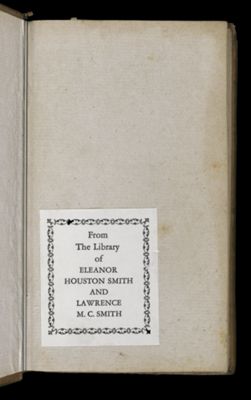 From
The Library
of
ELEANOR
HOUSTON SMITH
AND
LAWRENCE
M. C. SMITH